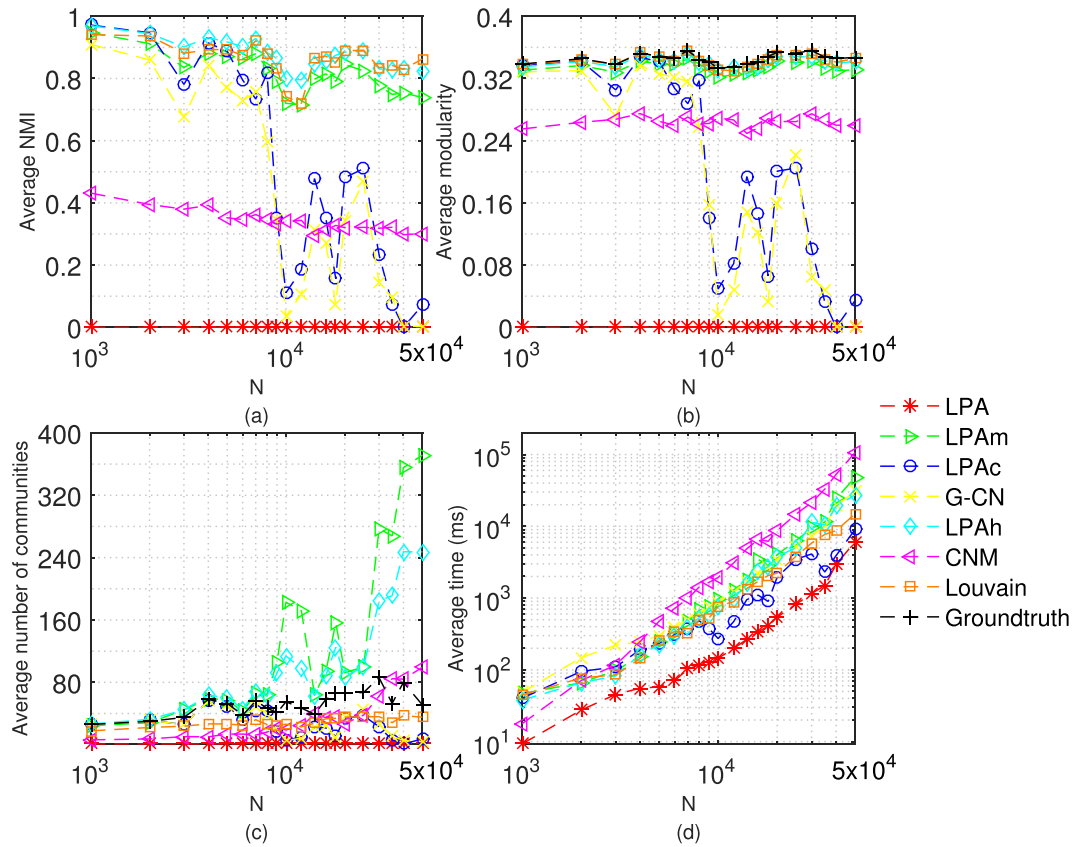 1
0.8
0.6
0.4
0.2
0
Average NMI
10^3
10^4
5x10^4
N
(a)
0.4
0.32
0.24
0.16
0.08
0
Average modularity
10^3
10^4
5x10^4
N
(b)
400
320
240
160
80
Average number of communities
10^3
10^4
5x10^4
N
(c)
10^5
10^4
10^3
10^2
10^1
Average time (ms)
10^3
10^4
5x10^4
N
(d)
LPA
LPAm
LPAc
G-CN
LPAh
CNM
Louvain
Groundtruth